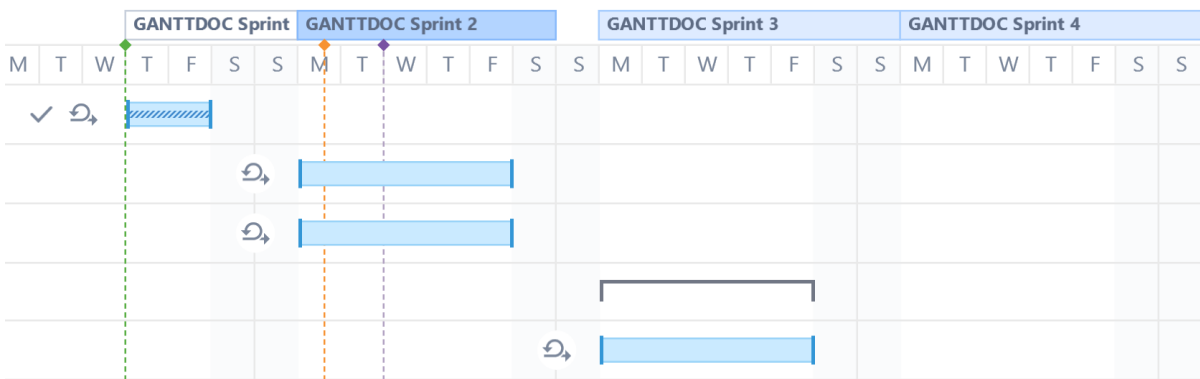 GANTTDOC Sprint GANTTDOC Sprint 2 GANTTDOC Sprint 3 GANTTDOC Sprint 4
M T W T F S S M T W T F S S M T W T F S S M T W T F S S